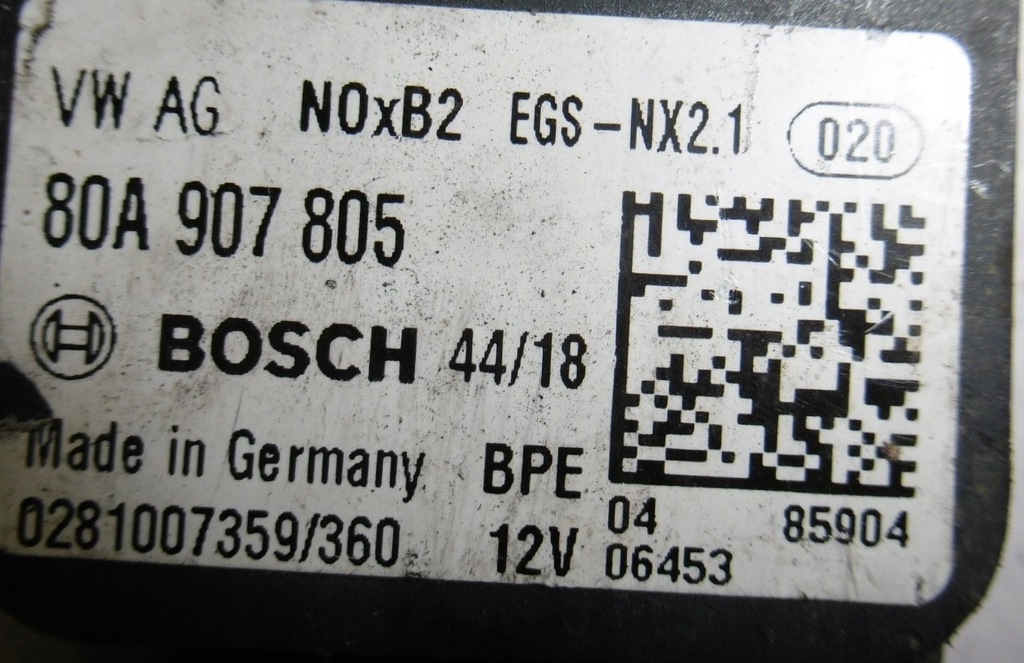 VW AG NOxB2 EGS-NX2.1 020
80A 907 805
BOSCH 44/18
Made in Germany BPE
0281007359/360 12V
04 85904
06453